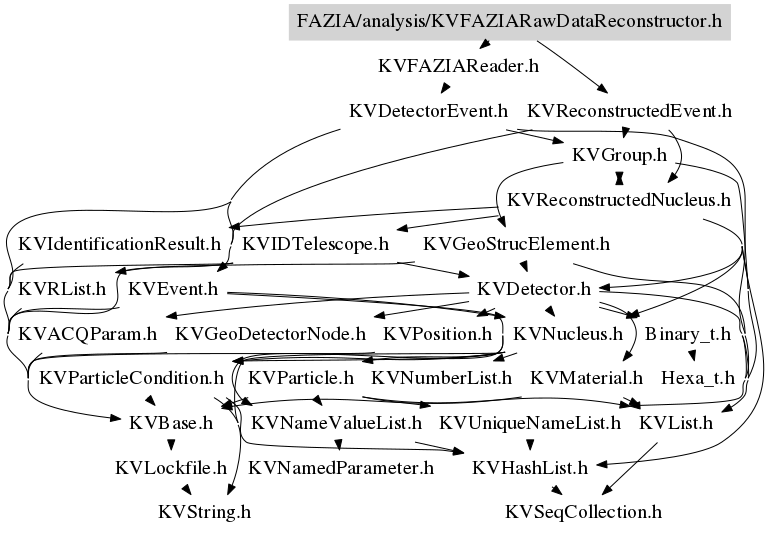 FAZIA/analysis/KVFAZIARawDataReconstructor.h
KVFAZIAReader.h
KVDetectorEvent.h KVReconstructedEvent.h
KVGroup.h
KVReconstructedNucleus.h
KVIdentificationResult.h KVIDTelescope.h KVGeoStrucElement.h
KVRList.h KVEvent.h KVDetector.h
KVACQParam.h KVGeoDetectorNode.h KVPosition.h KVNucleus.h Binary_t.h
KVParticleCondition.h KVParticle.h KVNumberList.h KVMaterial.h Hexa_t.h
KVBase.h KVNameValueList.h KVUniqueNameList.h KVList.h
KVLockfile.h KVNamedParameter.h KVHashList.h
KVString.h KVSeqCollection.h